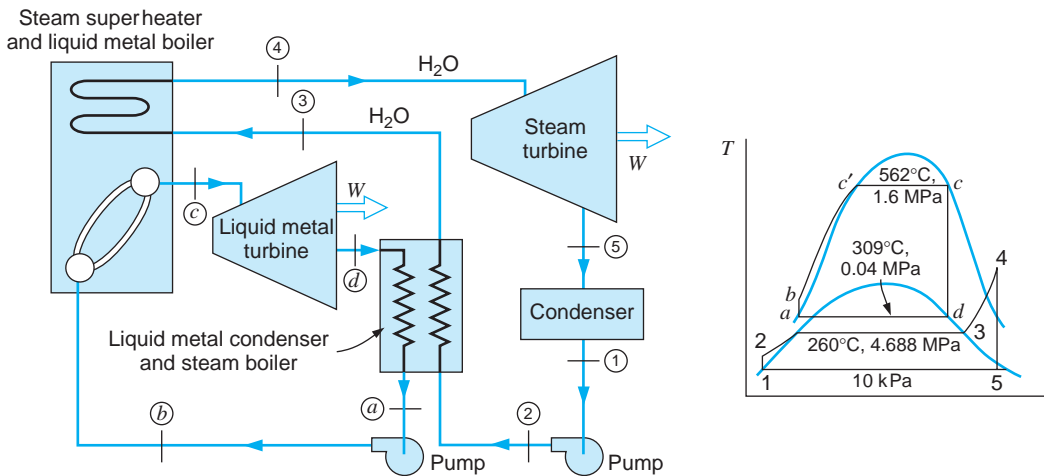 Steam superheater
and liquid metal boiler
4
H2O
3
H2O
Steam
turbine
W
c
W
Liquid metal
turbine
d
5
Condenser
Liquid metal condenser
and steam boiler
1
a
b
2
Pump
Pump
T
c′
562°C,
c
1.6 MPa
309°C,
0.04 MPa
4
b
a
d
2
3
260°C, 4.688 MPa
1
10 kPa
5